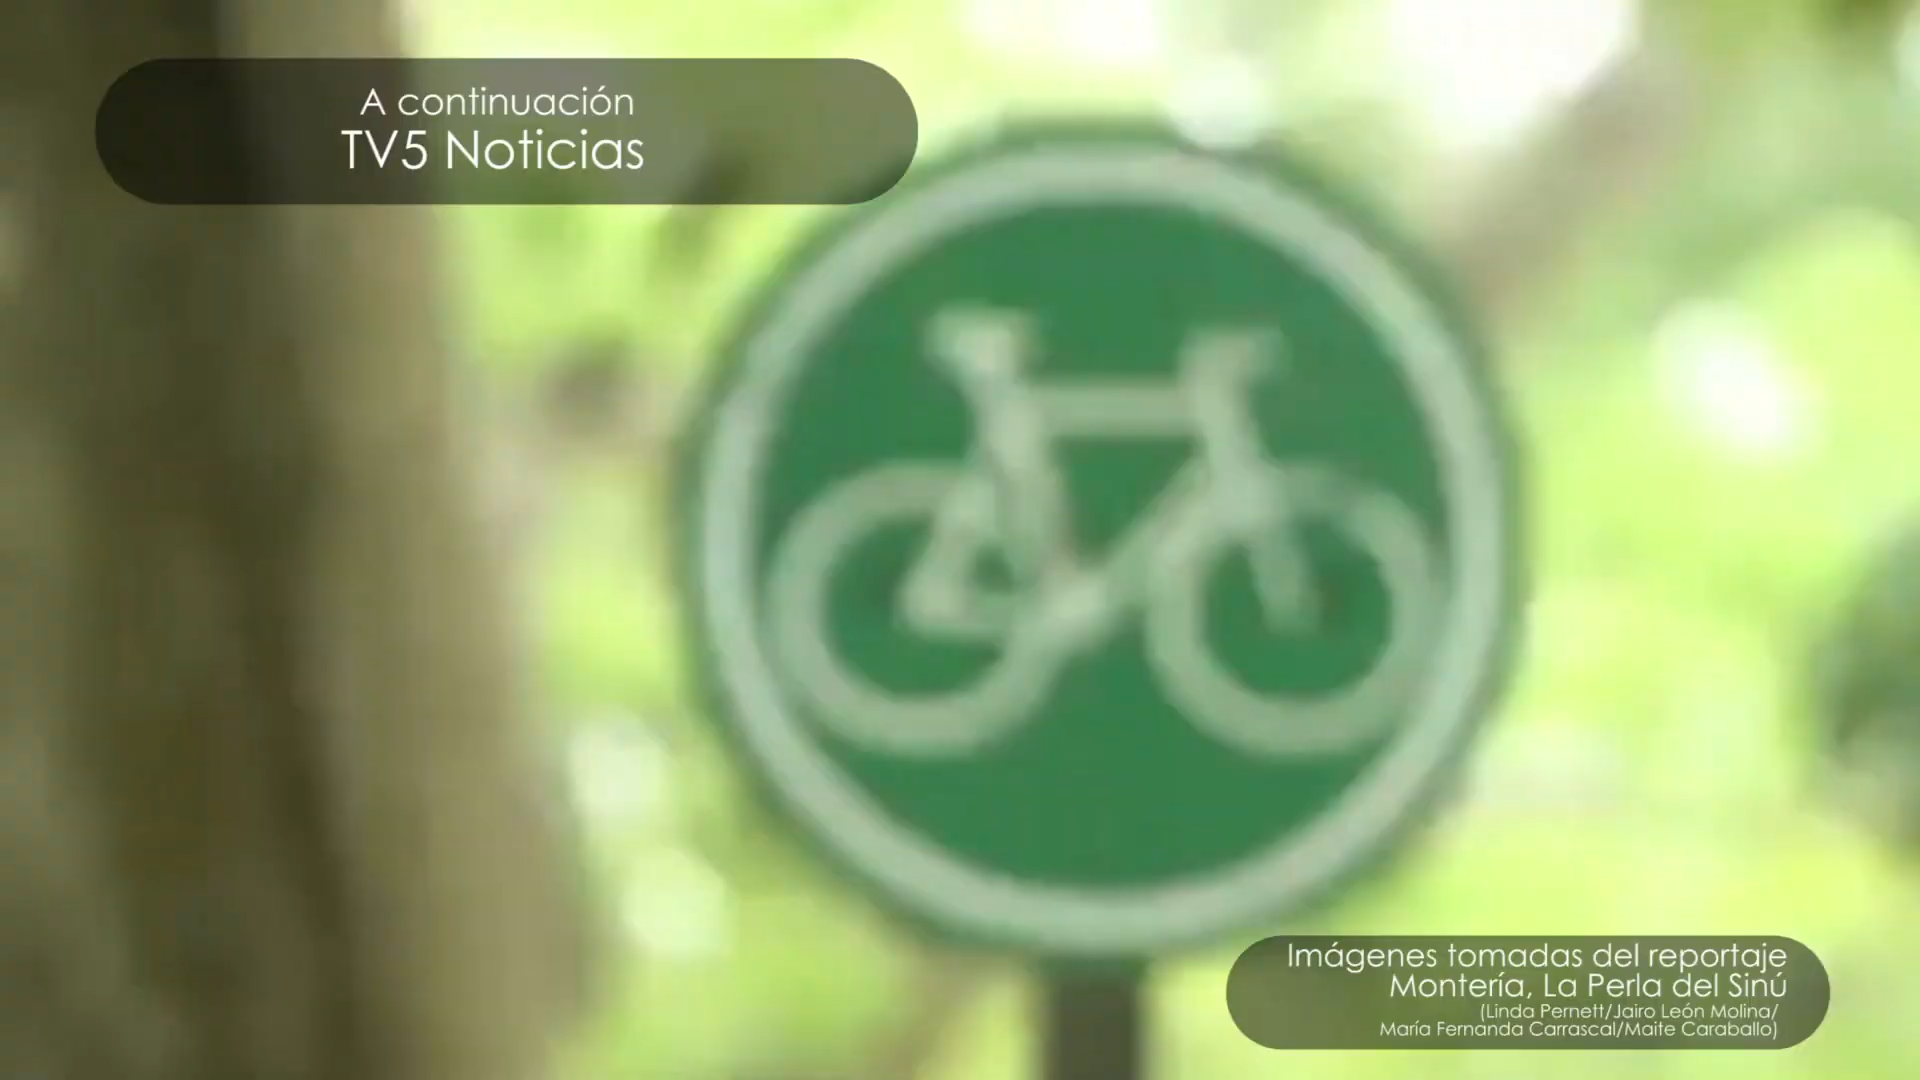 A continuación
TV5 Noticias
Imágenes tomadas del reportaje
Montería, La Perla del Sinú
(Linda Pernett/Jairo León Molina/
María Fernanda Carrascal/Maite Caraballo)